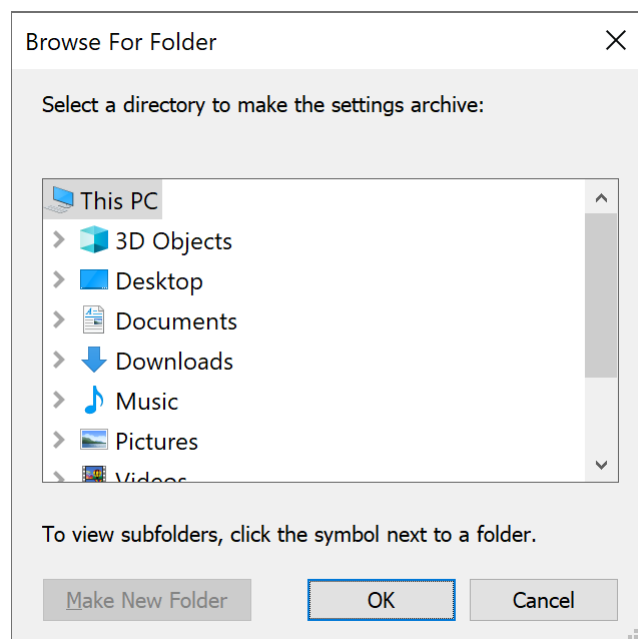 Browse For Folder
Select a directory to make the settings archive:
This PC
3D Objects
Desktop
Documents
Downloads
Music
Pictures
Videos
To view subfolders, click the symbol next to a folder.
Make New Folder OK Cancel